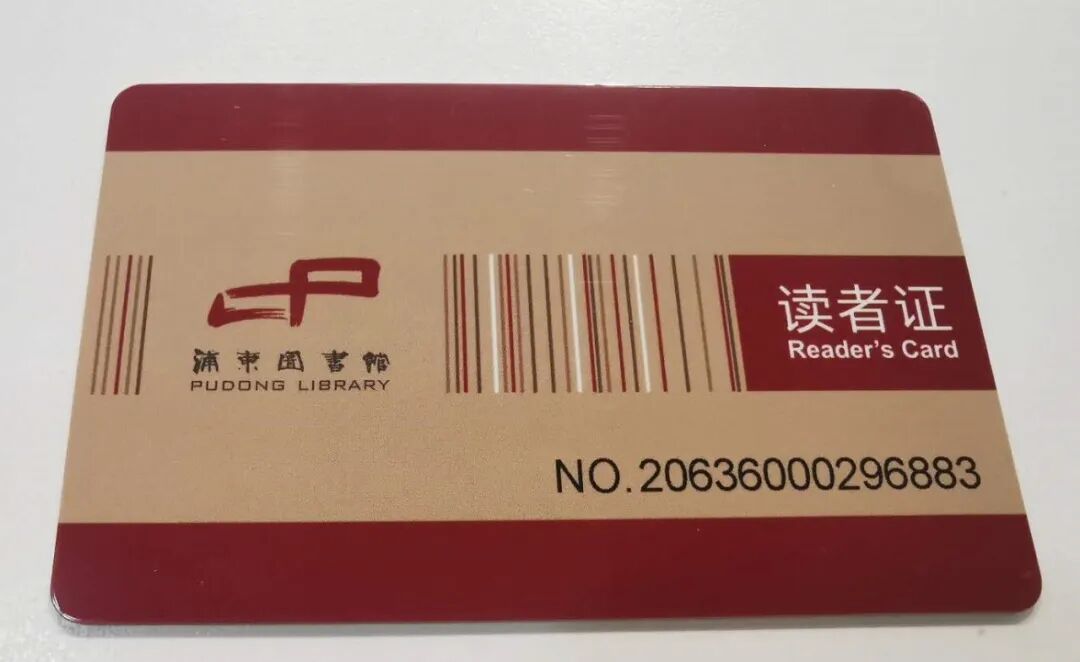 浦東圖書館
PUDONG LIBRARY
读者证
Reader's Card
NO.20636000296883